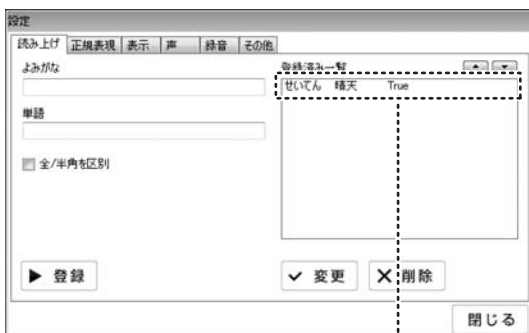 設定
読み上げ 正規表現 表示 声 録音 その他
よみがな
登録済み一覧
せいてん 晴天 True
単語
全/半角を区別
登録
変更
削除
閉じる